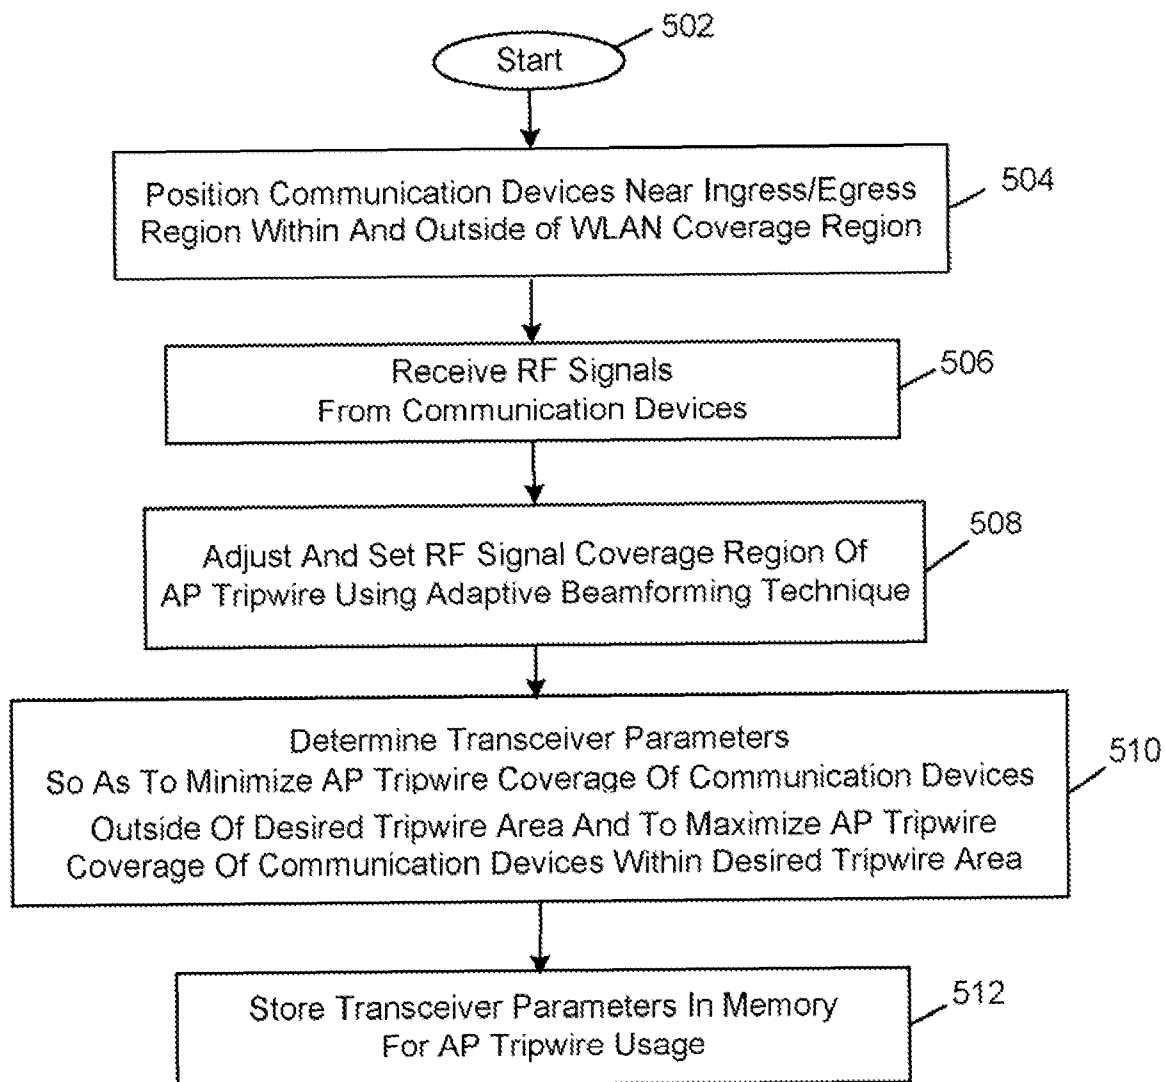 502
Start
504
Position Communication Devices Near Ingress/Egress
Region Within And Outside of WLAN Coverage Region
506
Receive RF Signals
From Communication Devices
508
Adjust And Set RF Signal Coverage Region Of
AP Tripwire Using Adaptive Beamforming Technique
510
Determine Transceiver Parameters
So As To Minimize AP Tripwire Coverage Of Communication Devices
Outside Of Desired Tripwire Area And To Maximize AP Tripwire
Coverage Of Communication Devices Within Desired Tripwire Area
512
Store Transceiver Parameters In Memory
For AP Tripwire Usage